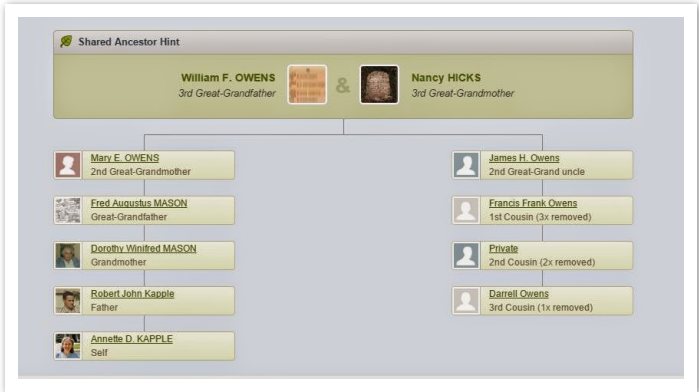 Shared Ancestor Hint
William F. OWENS
3rd Great-Grandfather
&
Nancy HICKS
3rd Great-Grandmother
Mary E. OWENS
2nd Great-Grandmother
Fred Augustus MASON
Great-Grandfather
Dorothy Winifred MASON
Grandmother
Robert John Kapple
Father
Annette D. KAPPLE
Self
James H. Owens
2nd Great-Grand uncle
Francis Frank Owens
1st Cousin (3x removed)
Private
2nd Cousin (2x removed)
Darrell Owens
3rd Cousin (1x removed)